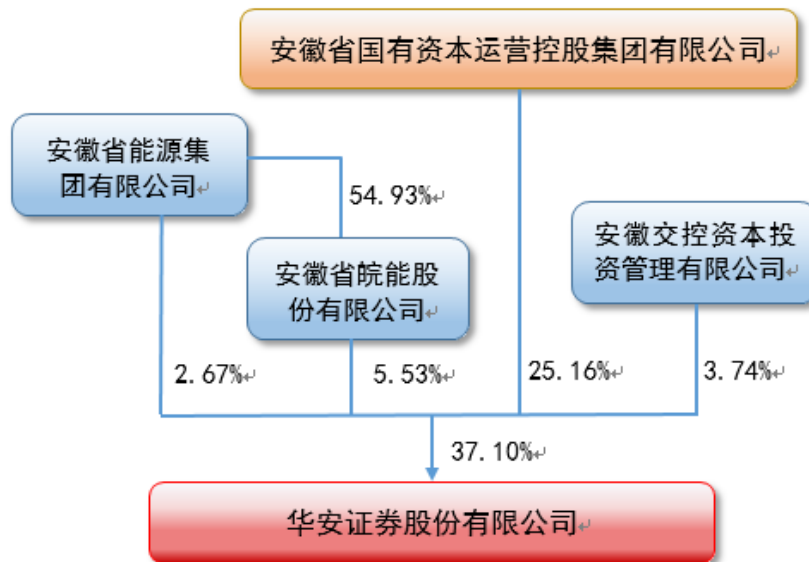 安徽省国有资本运营控股集团有限公司↵
安徽省能源集
团有限公司↵
54.93%↵
安徽省皖能股
份有限公司↵
安徽交控资本投
资管理有限公司↵
2.67%↵
5.53%↵
25.16%↵
3.74%↵
37.10%↵
华安证券股份有限公司↵